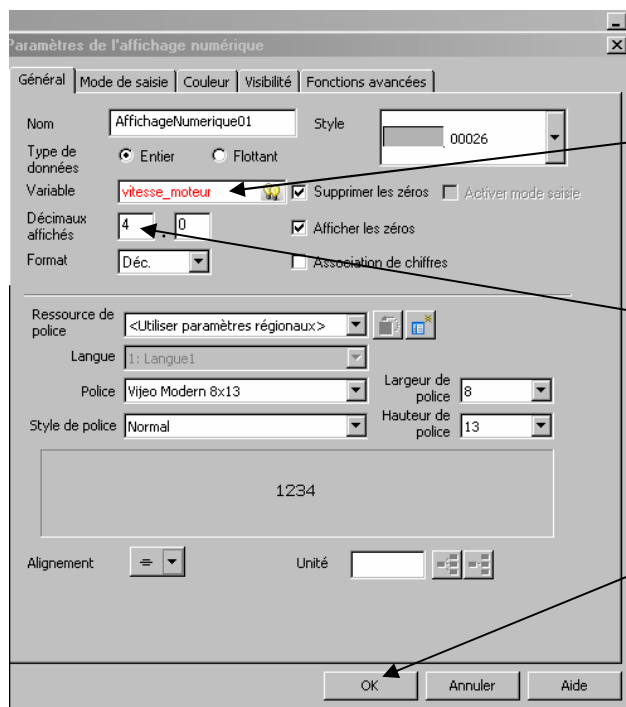 Paramètres de l'affichage numérique
Général Mode de saisie Couleur Visibilité Fonctions avancées
Nom AffichageNumerique01 Style 00026
Type de données Entier Flottant
Variable vitesse_moteur Supprimer les zéros Activer mode saisie
Décimaux affichés 4 . 0 Afficher les zéros
Format Déc. Association de chiffres
Ressource de police <Utiliser paramètres régionaux>
Langue 1: Langue1
Police Vijeo Modern 8x13 Largeur de police 8
Style de police Normal Hauteur de police 13
1234
Alignement Unité
OK Annuler Aide